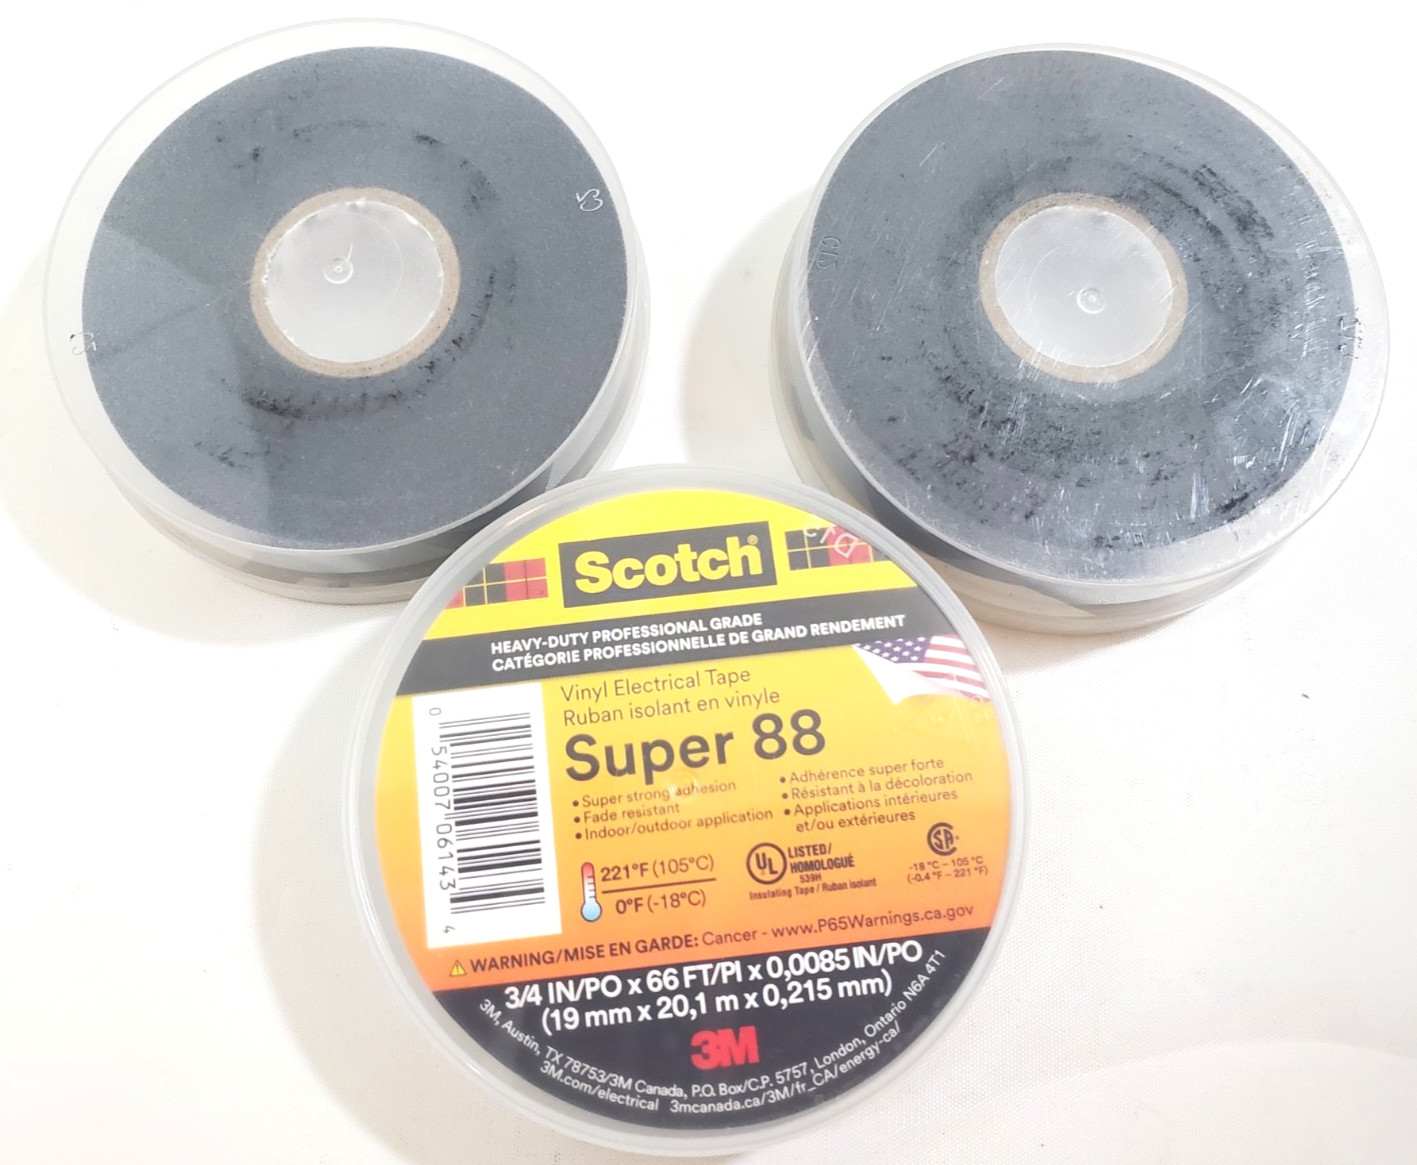 Scotch®
HEAVY-DUTY PROFESSIONAL GRADE
CATÉGORIE PROFESSIONNELLE DE GRAND RENDEMENT
Vinyl Electrical Tape
Ruban isolant en vinyle
Super 88
• Super strong adhesion
• Fade resistant
• Indoor/outdoor application
• Adhérence super forte
• Résistant à la décoloration
• Applications intérieures
et/ou extérieures
0 54007 06143 4
221°F (105°C)
0°F (-18°C)
UL
LISTED/
HOMOLOGUÉ
539H
Insulating Tape / Ruban isolant
SA
-18 °C – 105 °C
(-0.4 °F – 221 °F)
WARNING/MISE EN GARDE: Cancer - www.P65Warnings.ca.gov
3/4 IN/PO x 66 FT/PI x 0,0085 IN/PO
(19 mm x 20,1 m x 0,215 mm)
3M
3M, Austin, TX 78753/3M Canada, P.O. Box/C.P. 5757, London, Ontario N6A 4T1
3M.com/electrical 3mcanada.ca/3M/fr_CA/energy-ca/